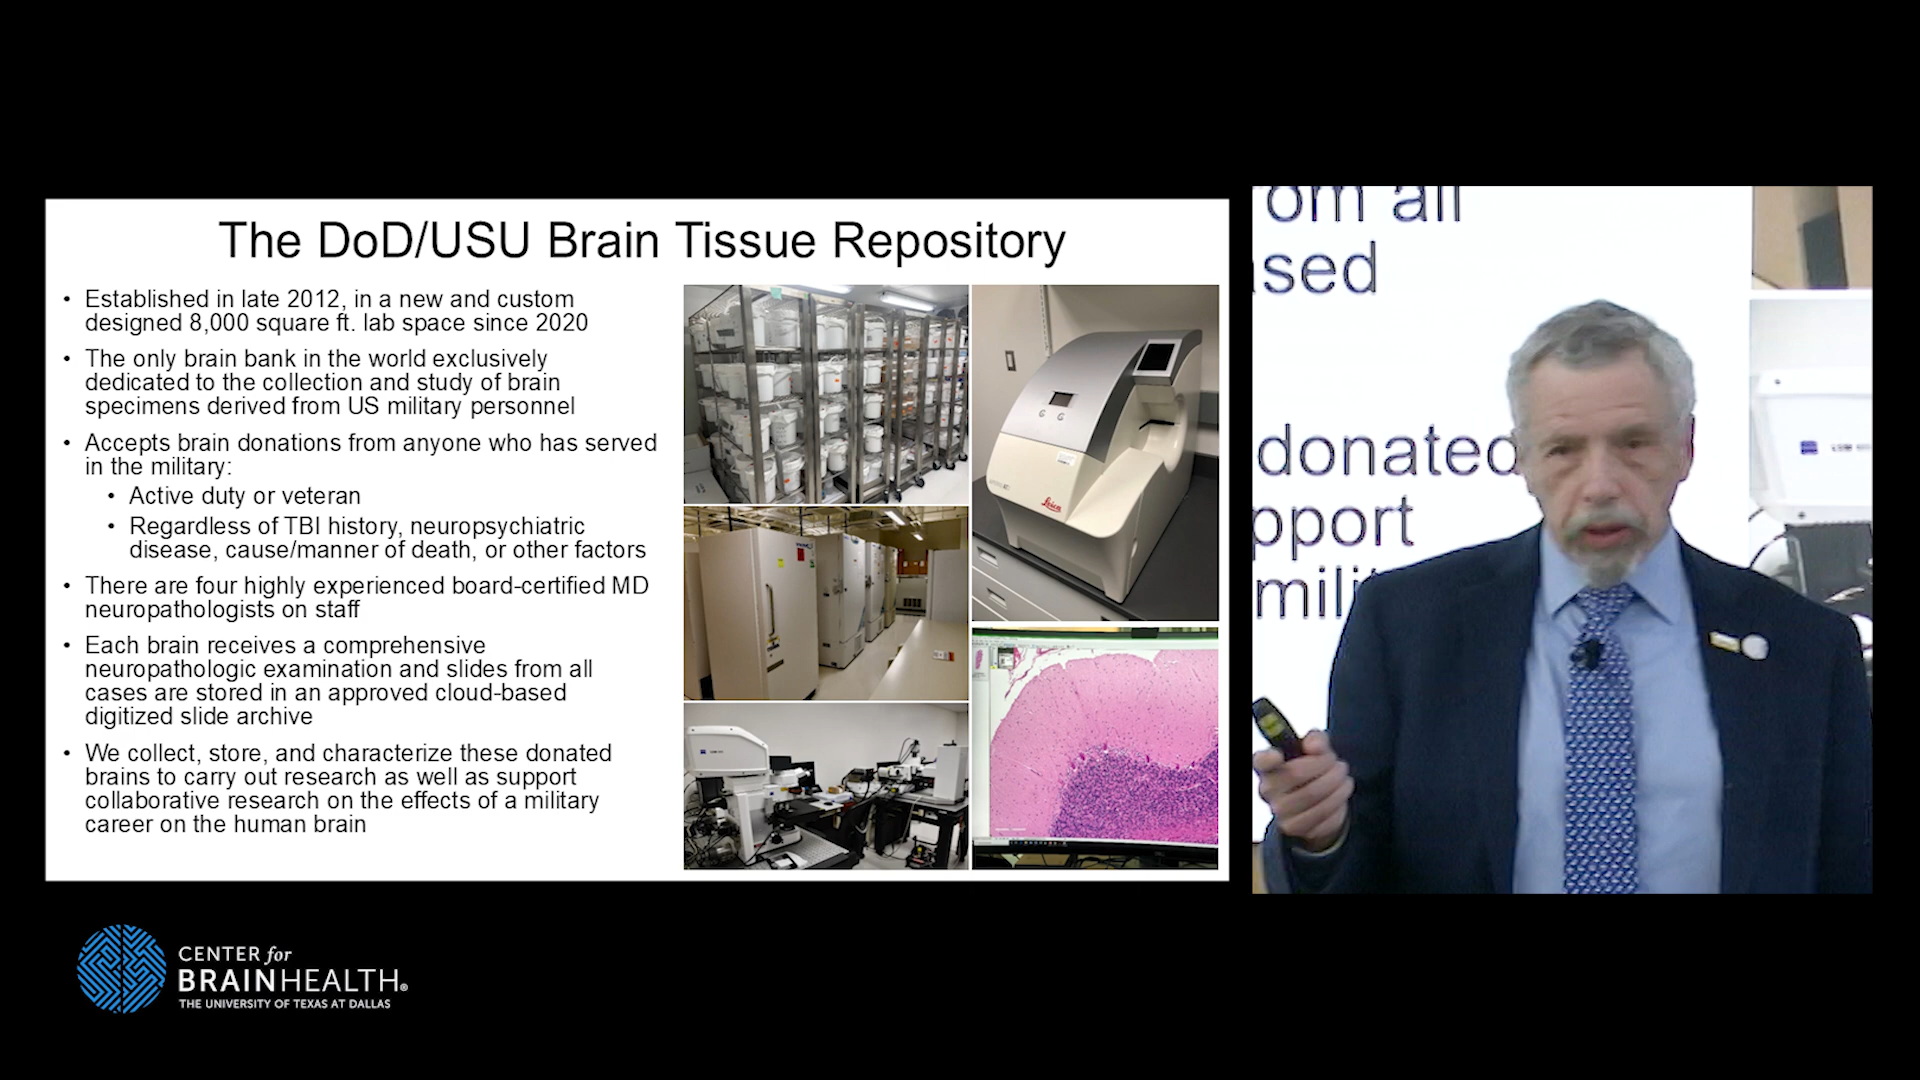 The DoD/USU Brain Tissue Repository
• Established in late 2012, in a new and custom
designed 8,000 square ft. lab space since 2020
• The only brain bank in the world exclusively
dedicated to the collection and study of brain
specimens derived from US military personnel
• Accepts brain donations from anyone who has served
in the military:
• Active duty or veteran
• Regardless of TBI history, neuropsychiatric
disease, cause/manner of death, or other factors
• There are four highly experienced board-certified MD
neuropathologists on staff
• Each brain receives a comprehensive
neuropathologic examination and slides from all
cases are stored in an approved cloud-based
digitized slide archive
• We collect, store, and characterize these donated
brains to carry out research as well as support
collaborative research on the effects of a military
career on the human brain
Leica
om all
sed
donated
pport
mili
CENTER for
BRAINHEALTH®
THE UNIVERSITY OF TEXAS AT DALLAS